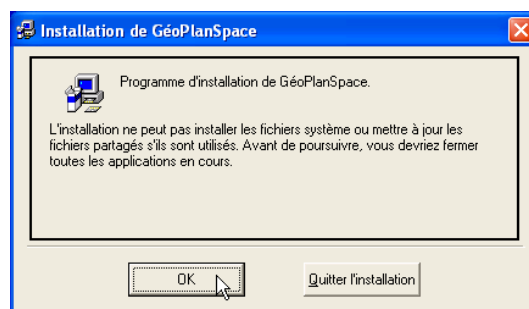 Installation de GéoPlanSpace
Programme d'installation de GéoPlanSpace.
L'installation ne peut pas installer les fichiers système ou mettre à jour les
fichiers partagés s'ils sont utilisés. Avant de poursuivre, vous devriez fermer
toutes les applications en cours.
OK
Quitter l'installation